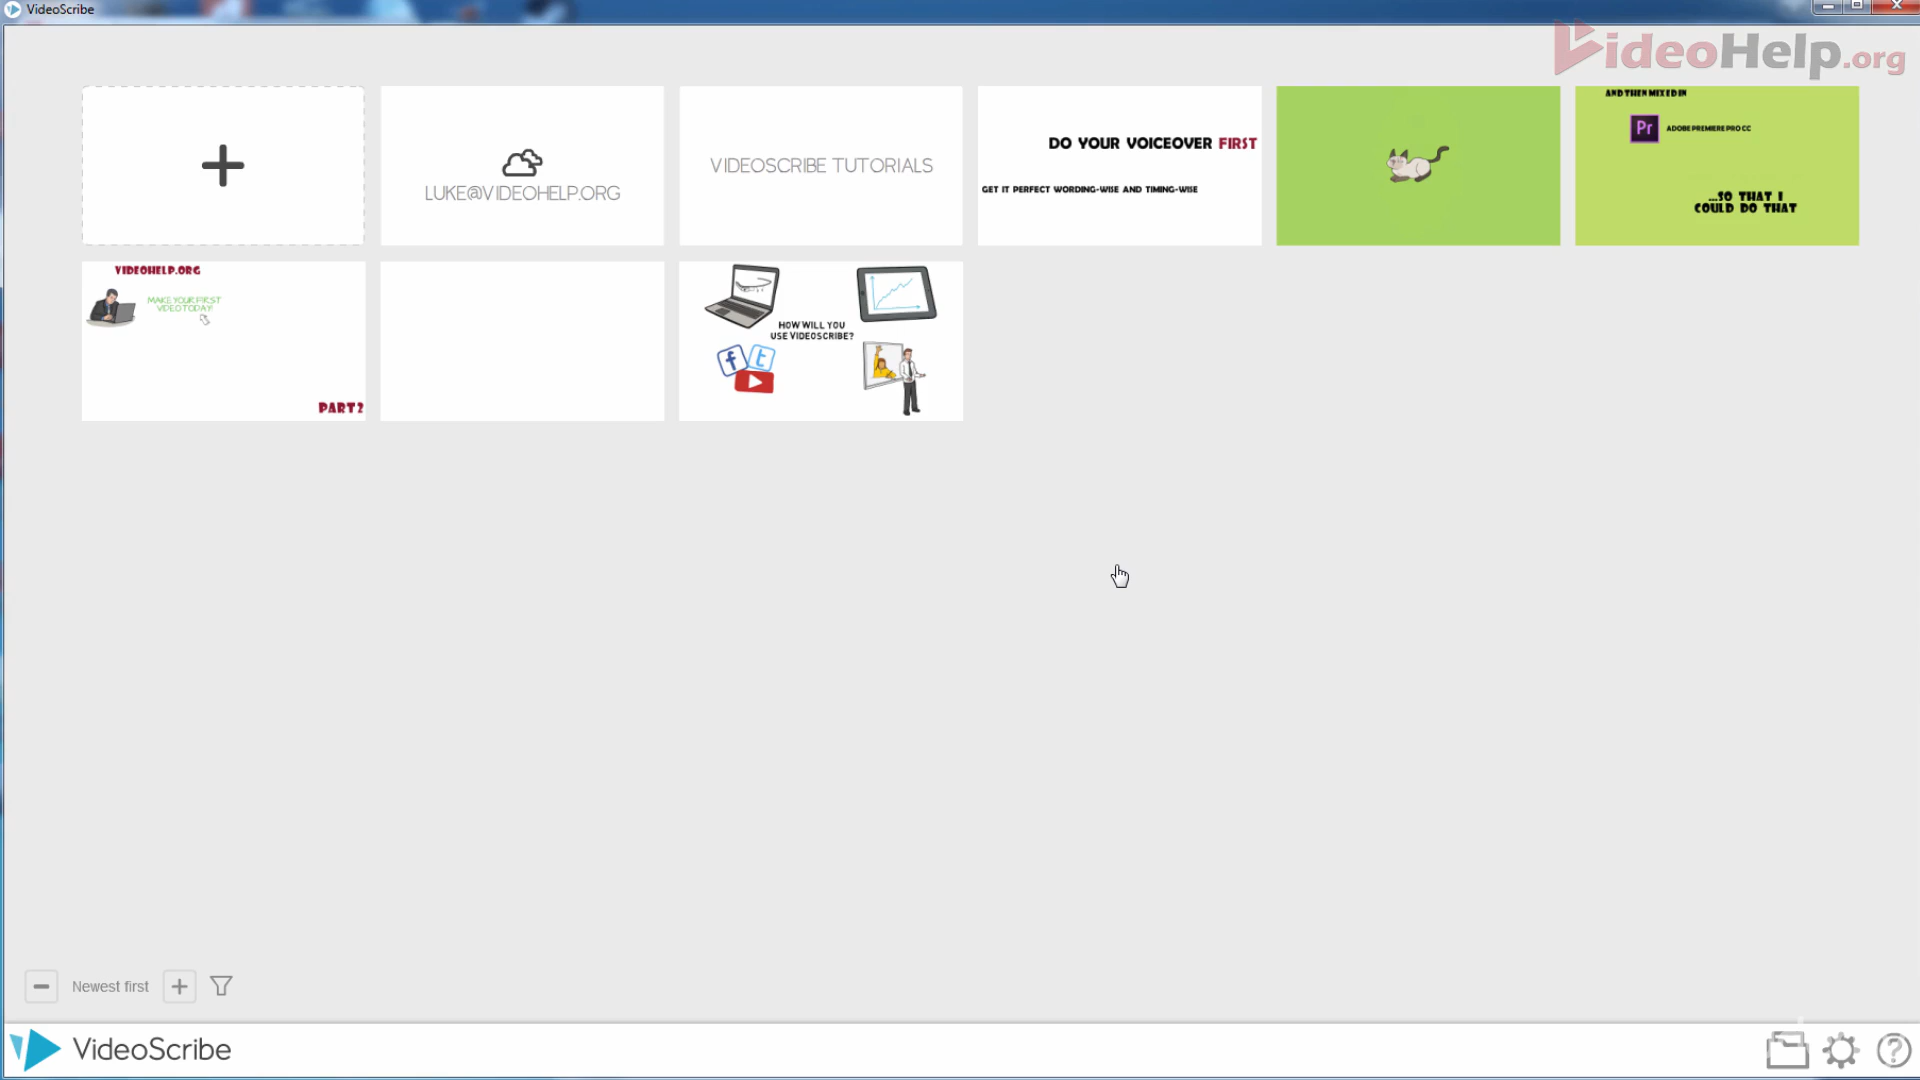 VideoScribe
VideoHelp.org
LUKE@VIDEOHELP.ORG
VIDEOSCRIBE TUTORIALS
DO YOUR VOICEOVER FIRST
GET IT PERFECT WORDING-WISE AND TIMING-WISE
AND THEN MIXED IN
Pr ADOBE PREMIERE PRO CC
...SO THAT I
COULD DO THAT
VIDEOHELP.ORG
MAKE YOUR FIRST
VIDEO TODAY!
PART 2
HOW WILL YOU
USE VIDEOSCRIBE?
f t
Newest first
VideoScribe